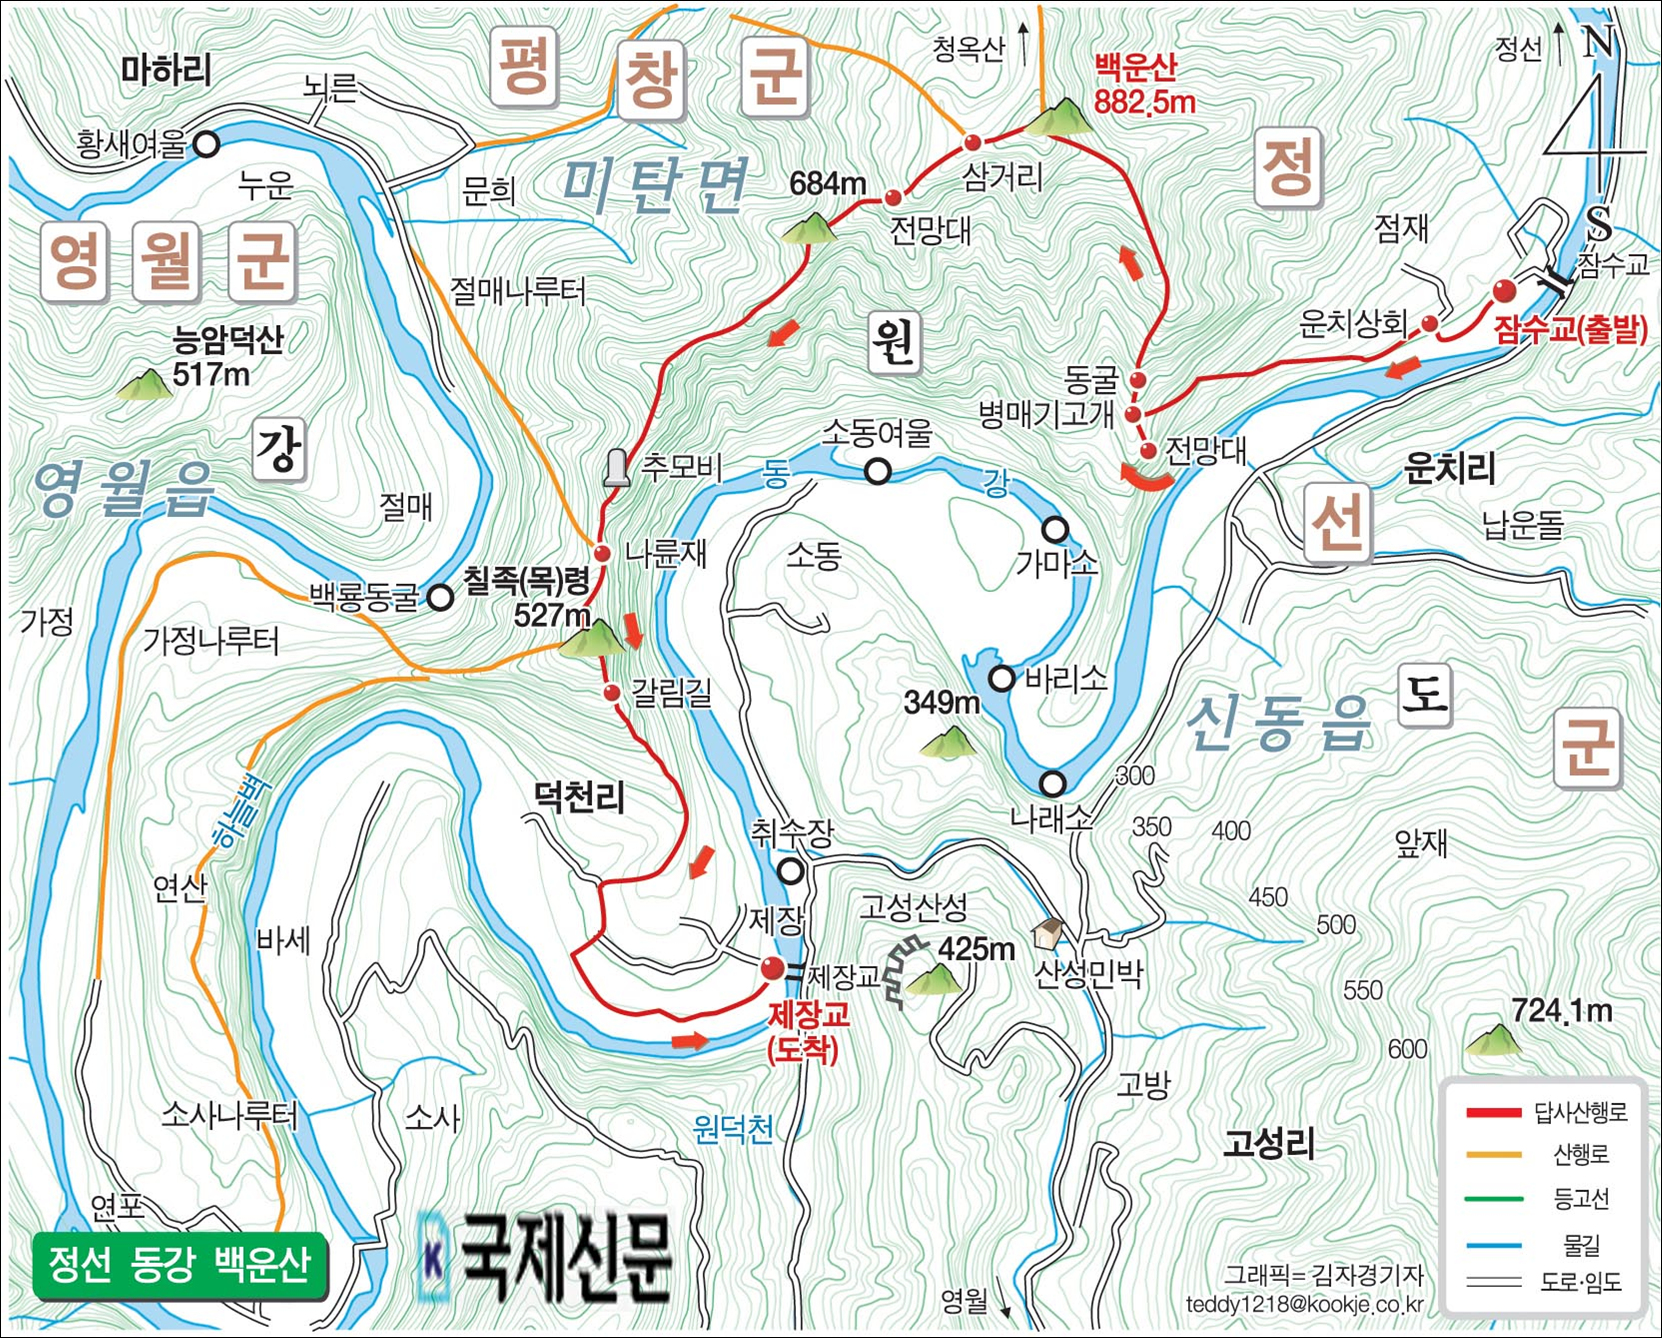 평창군
청옥산
정선
N
마하리
뇌른
백운산
882.5m
황새여울
누운
문희
미탄면
684m
삼거리
전망대
정
점재
S
잠수교
영월군
절매나루터
운치상회
잠수교(출발)
능암덕산
517m
원
동굴
병매기고개
전망대
강
소동여울
영월읍
추모비
동
강
운치리
절매
선
납운돌
나륜재
소동
가마소
백룡동굴
칠족(목)령
527m
가정
가정나루터
갈림길
바리소
349m
신동읍
도
군
덕천리
하늘벽
취수장
나래소
300
350
400
앞재
연산
450
제장
고성산성
500
바세
425m
제장교
산성민박
550
제장교
(도착)
724.1m
600
소사나루터
소사
원덕천
고방
고성리
답사산행로
산행로
등고선
물길
도로·임도
연포
정선 동강 백운산
K
국제신문
영월
그래픽= 김자경기자
teddy1218@kookje.co.kr